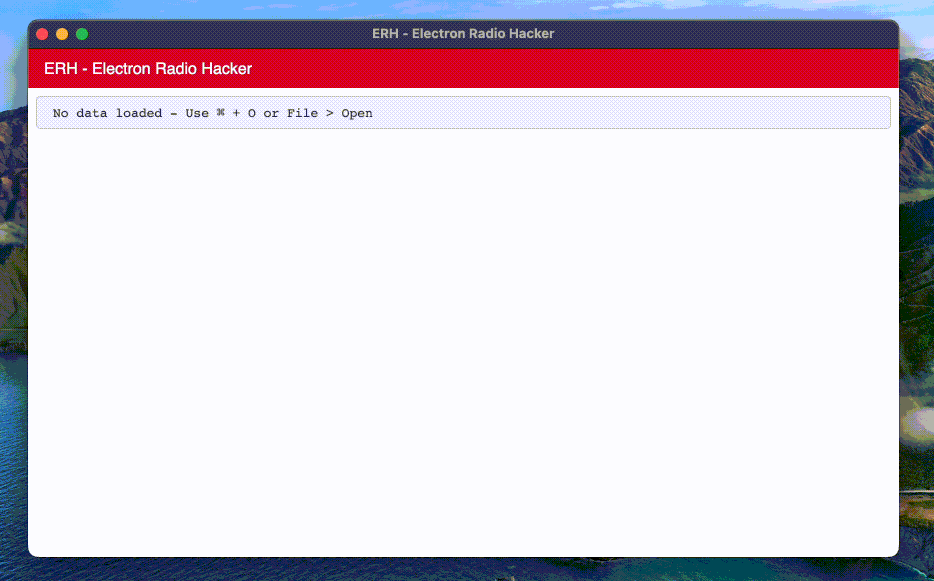 ERH - Electron Radio Hacker
ERH - Electron Radio Hacker
No data loaded - Use ⌘ + O or File > Open